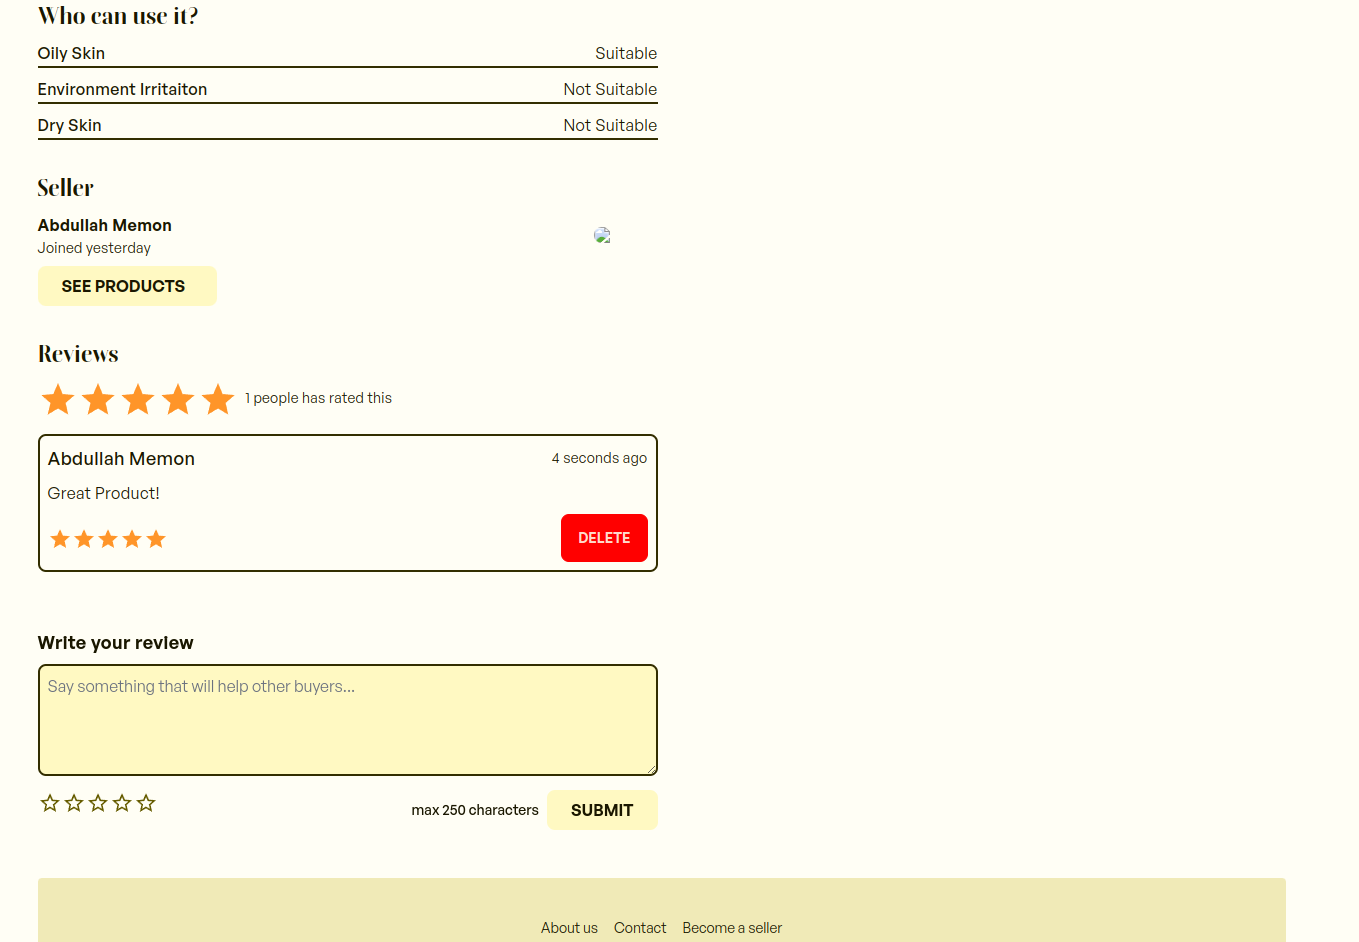 Who can use it?
Oily Skin Suitable
Environment Irritaiton Not Suitable
Dry Skin Not Suitable
Seller
Abdullah Memon
Joined yesterday
SEE PRODUCTS
Reviews
1 people has rated this
Abdullah Memon 4 seconds ago
Great Product!
DELETE
Write your review
Say something that will help other buyers...
max 250 characters SUBMIT
About us Contact Become a seller